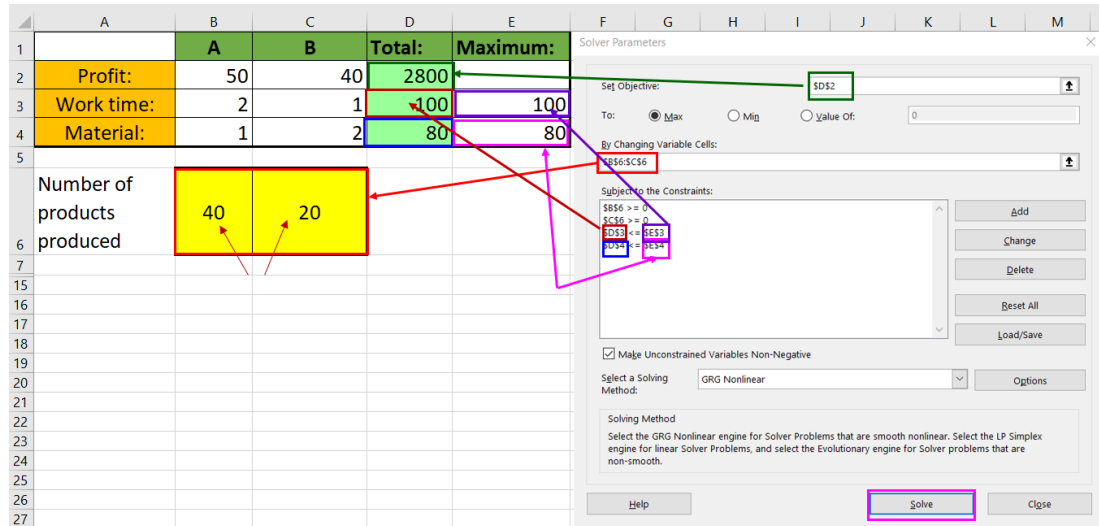 A B C D E F G H I J K L M
1 A B Total: Maximum:
2 Profit: 50 40 2800
3 Work time: 2 1 100 100
4 Material: 1 2 80 80
5
Number of
products
produced
6 40 20
7
15
16
17
18
19
20
21
22
23
24
25
26
27
Solver Parameters
Set Objective: $D$2
To: Max Min Value Of: 0
By Changing Variable Cells:
$B$6:$C$6
Subject to the Constraints:
$B$6 >= 0
$C$6 >= 0
$D$3 <= $E$3
$D$4 <= $E$4
Add
Change
Delete
Reset All
Load/Save
Make Unconstrained Variables Non-Negative
Select a Solving
Method:
GRG Nonlinear
Options
Solving Method
Select the GRG Nonlinear engine for Solver Problems that are smooth nonlinear. Select the LP Simplex
engine for linear Solver Problems, and select the Evolutionary engine for Solver problems that are
non-smooth.
Help Solve Close